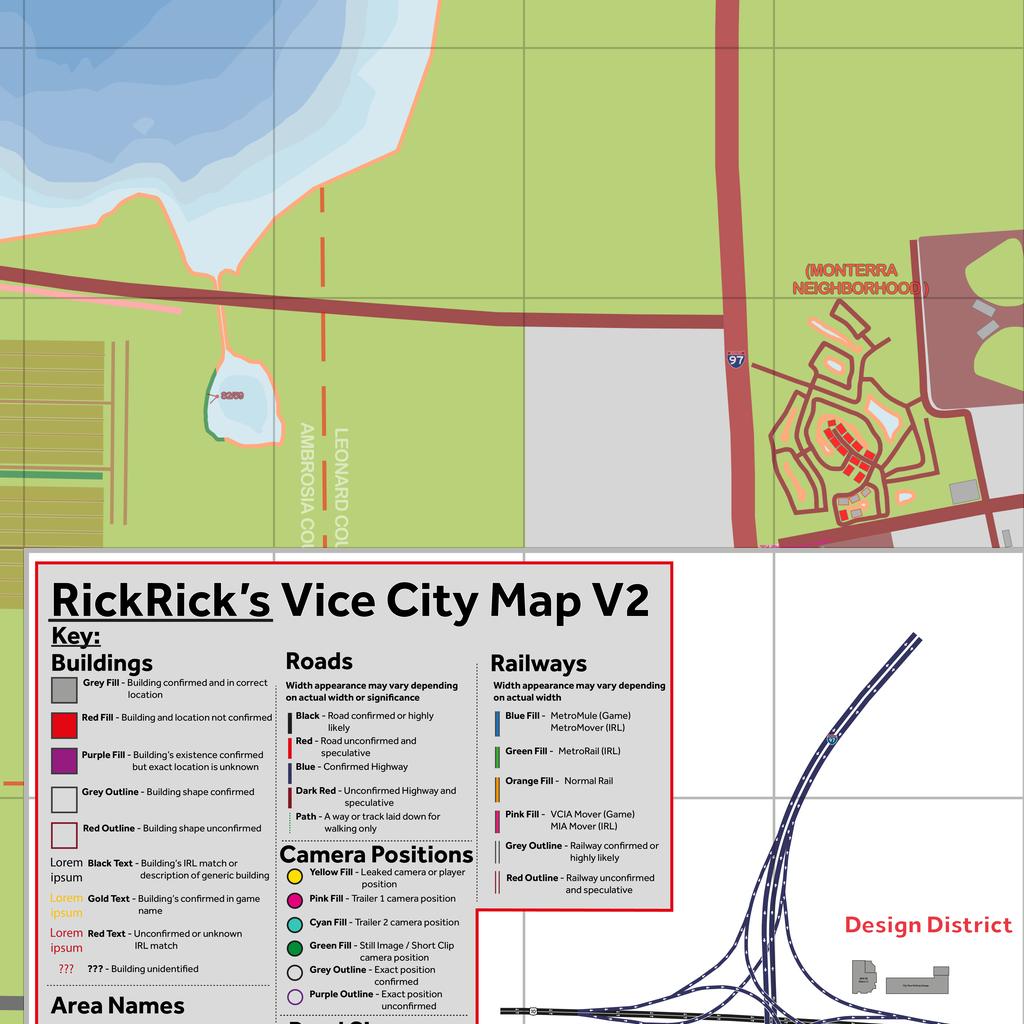 (MONTERRA
NEIGHBORHOOD)
97
S2/59
LEONARD COU
AMBROSIA COU
RickRick's Vice City Map V2
Key:
Buildings
Grey Fill - Building confirmed and in correct
location
Red Fill - Building and location not confirmed
Purple Fill - Building's existence confirmed
but exact location is unknown
Grey Outline - Building shape confirmed
Red Outline - Building shape unconfirmed
Lorem
ipsum
Black Text - Building's IRL match or
description of generic building
Lorem
ipsum
Gold Text - Building's confirmed in game
name
Lorem
ipsum
Red Text - Unconfirmed or unknown
IRL match
??? ??? - Building unidentified
Area Names
Roads
Width appearance may vary depending
on actual width or significance
Black - Road confirmed or highly
likely
Red - Road unconfirmed and
speculative
Blue - Confirmed Highway
Dark Red - Unconfirmed Highway and
speculative
Path - A way or track laid down for
walking only
Camera Positions
Yellow Fill - Leaked camera or player
position
Pink Fill - Trailer 1 camera position
Cyan Fill - Trailer 2 camera position
Green Fill - Still Image / Short Clip
camera position
Grey Outline - Exact position
confirmed
Purple Outline - Exact position
unconfirmed
Railways
Width appearance may vary depending
on actual width
Blue Fill - MetroMule (Game)
MetroMover (IRL)
Green Fill - MetroRail (IRL)
Orange Fill - Normal Rail
Pink Fill - VCIA Mover (Game)
MIA Mover (IRL)
Grey Outline - Railway confirmed or
highly likely
Red Outline - Railway unconfirmed
and speculative
Design District